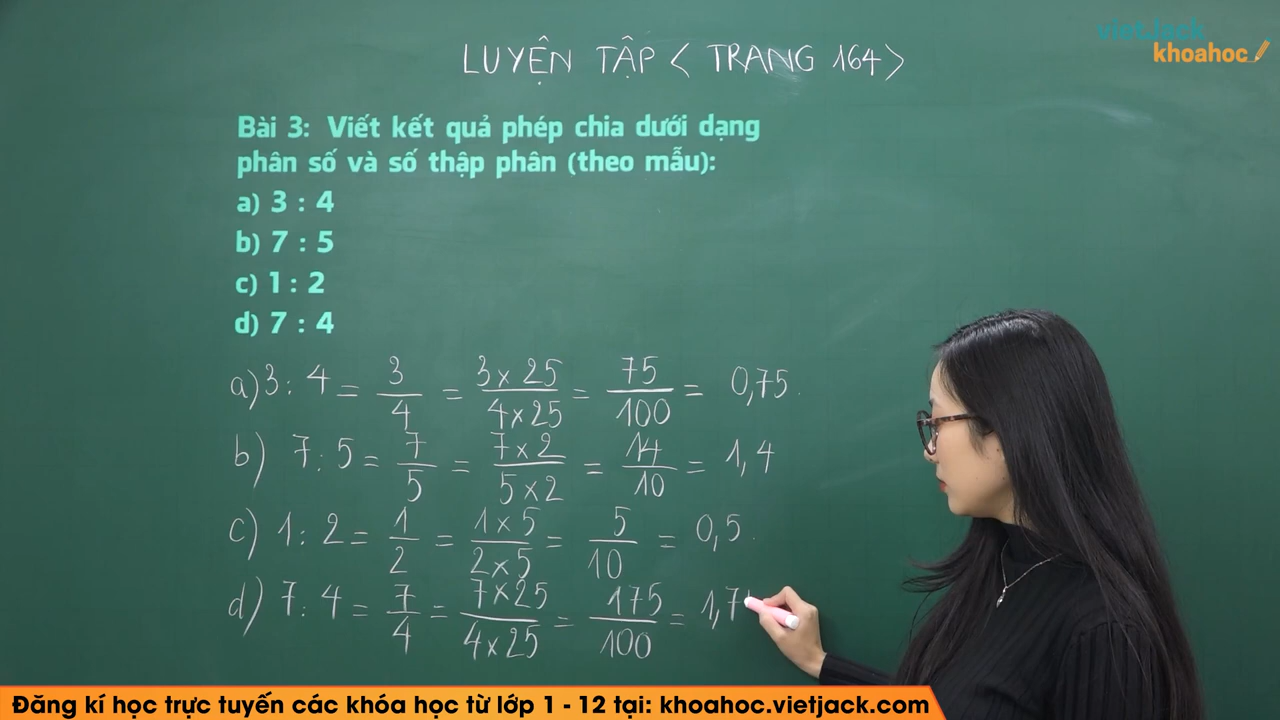 vietjack
khoahoc
LUYỆN TẬP < TRANG 164 >
Bài 3: Viết kết quả phép chia dưới dạng
phân số và số thập phân (theo mẫu):
a) 3 : 4
b) 7 : 5
c) 1 : 2
d) 7 : 4
a) 3 : 4 = 3/4 = 3 x 25/4 x 25 = 75/100 = 0,75.
b) 7 : 5 = 7/5 = 7 x 2/5 x 2 = 14/10 = 1,4
c) 1 : 2 = 1/2 = 1 x 5/2 x 5 = 5/10 = 0,5.
d) 7 : 4 = 7/4 = 7 x 25/4 x 25 = 175/100 = 1,7
Đăng kí học trực tuyến các khóa học từ lớp 1 - 12 tại: khoahoc.vietjack.com